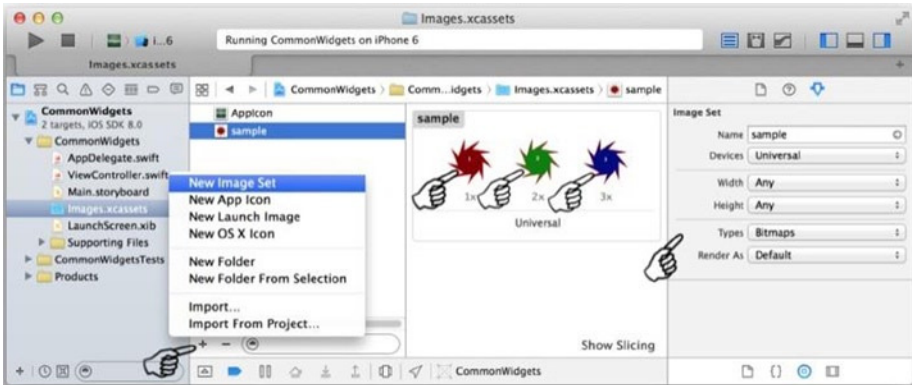 Images.xcassets
i...6
Running CommonWidgets on iPhone 6
Images.xcassets
CommonWidgets
2 targets, iOS SDK 8.0
CommonWidgets
AppDelegate.swift
ViewController.swift
Main.storyboard
Images.xcassets
LaunchScreen.xib
Supporting Files
CommonWidgetsTests
Products
CommonWidgets
Comm...idgets
Images.xcassets
sample
AppIcon
sample
New Image Set
New App Icon
New Launch Image
New OS X Icon
New Folder
New Folder From Selection
Import...
Import From Project...
sample
1x
2x
3x
Universal
Show Slicing
CommonWidgets
Image Set
Name sample
Devices Universal
Width Any
Height Any
Types Bitmaps
Render As Default